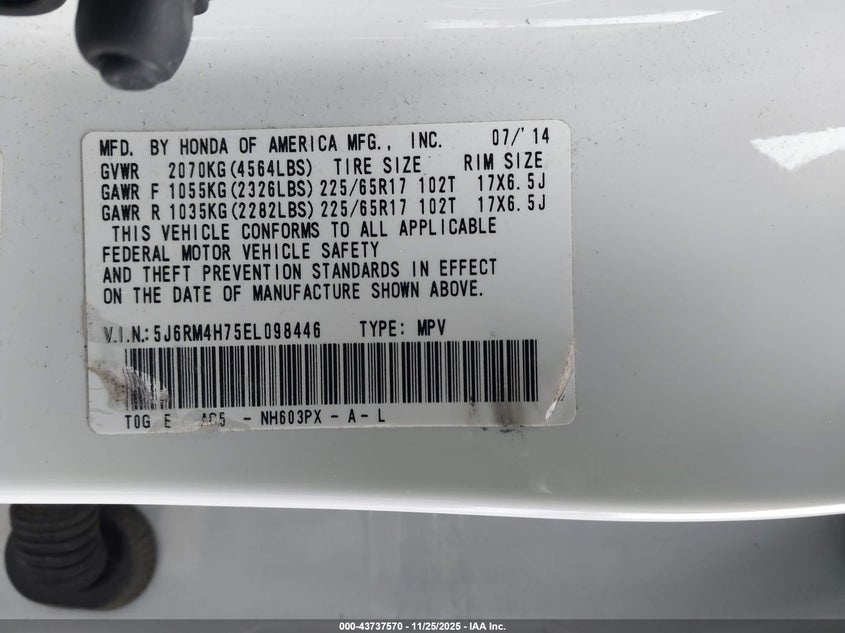 MFD. BY HONDA OF AMERICA MFG., INC. 07/'14
GVWR 2070KG(4564LBS) TIRE SIZE RIM SIZE
GAWR F 1055KG(2326LBS) 225/65R17 102T 17X6.5J
GAWR R 1035KG(2282LBS) 225/65R17 102T 17X6.5J
THIS VEHICLE CONFORMS TO ALL APPLICABLE
FEDERAL MOTOR VEHICLE SAFETY
AND THEFT PREVENTION STANDARDS IN EFFECT
ON THE DATE OF MANUFACTURE SHOWN ABOVE.
V.I.N.: 5J6RM4H75EL098446 TYPE: MPV
T0G E - NH603PX - A - L
000-43737570 — 11/25/2025 — IAA Inc.